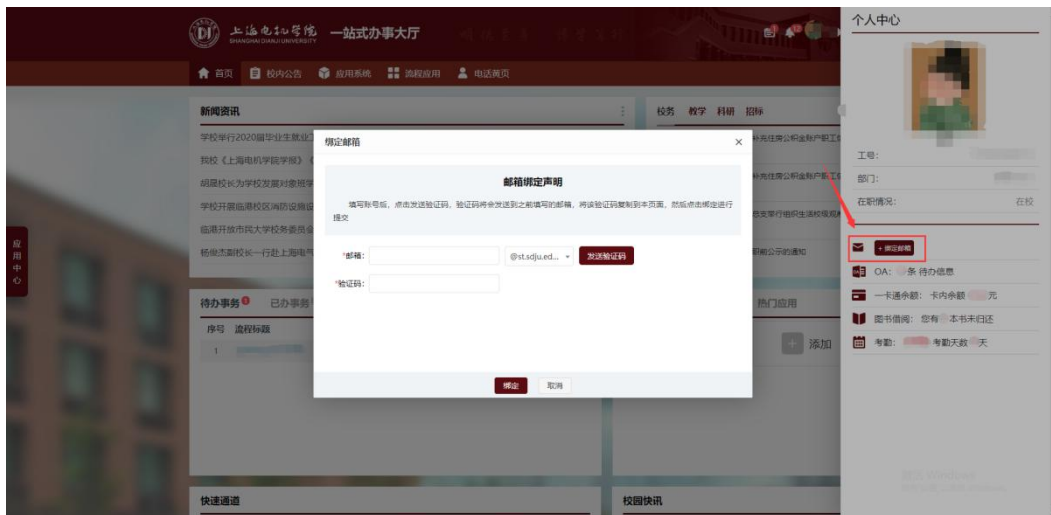 上海电机学院
SHANGHAI DIANJI UNIVERSITY
一站式办事大厅
首页 校内公告 应用系统 流程应用 电话黄页
个人中心
新闻资讯
校务 教学 科研 招标
学校举行2020届毕业生就业工
我校《上海电机学院学报》
胡晟校长为学校发展对象班学
学校开展临港校区消防设施设
临港开放市民大学校务委员会
杨俊杰副校长一行赴上海电气
补充住房公积金账户职工
补充住房公积金账户职工
职前公示的通知
绑定邮箱
×
邮箱绑定声明
填写账号后，点击发送验证码，验证码将会发送到之前填写的邮箱，将该验证码复制到本页面，然后点击绑定进行
提交
*邮箱：
@st.sdju.ed...
发送验证码
*验证码：
绑定
取消
应用中心
待办事务
已办事务
序号 流程标题
1
热门应用
+ 添加
工号：
部门：
在职情况：
在校
+ 绑定邮箱
OA： 条 待办信息
一卡通余额： 卡内余额 元
图书借阅： 您有 本书未归还
考勤： 考勤天数 天
快速通道
校园快讯